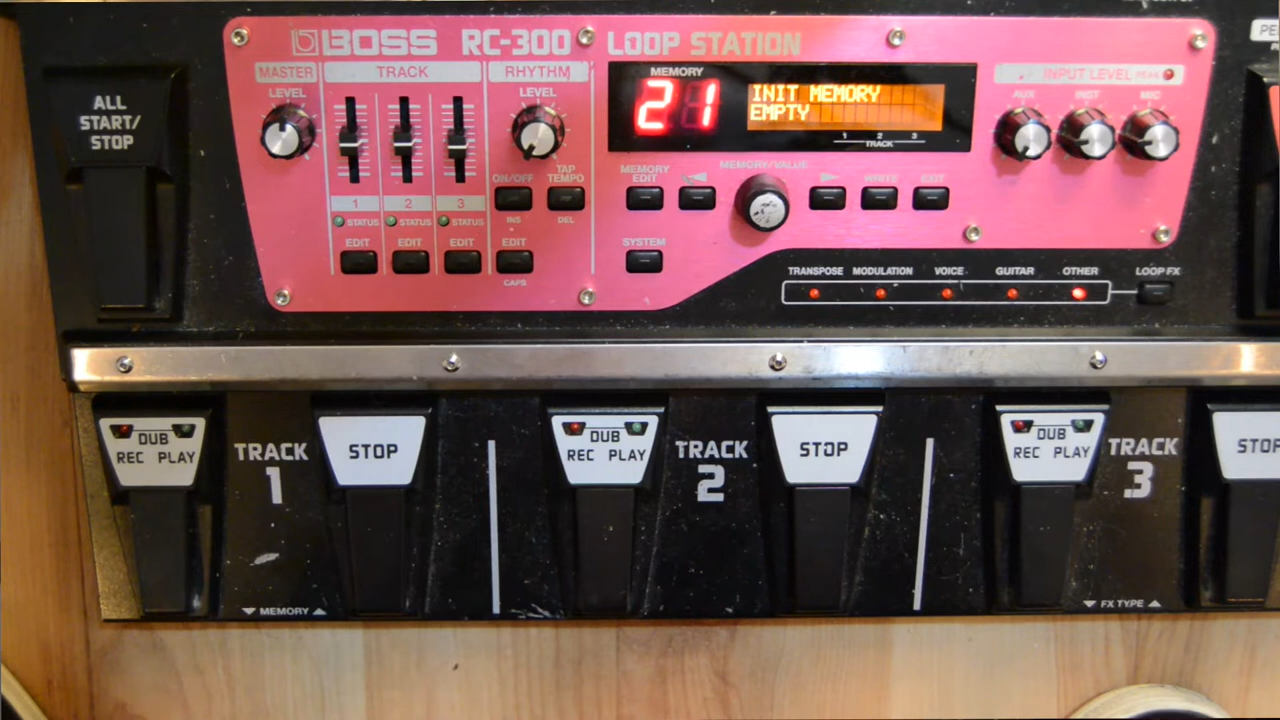 BOSS RC-300 LOOP STATION
MASTER
TRACK
RHYTHM
LEVEL
LEVEL
1
2
3
STATUS
STATUS
STATUS
EDIT
EDIT
EDIT
ON/OFF
TAP
TEMPO
INS
DEL
EDIT
CAPS
MEMORY
21
INIT MEMORY
EMPTY
1 2 3
TRACK
MEMORY
EDIT
MEMORY/VALUE
WRITE
EXIT
SYSTEM
INPUT LEVEL PEAK
AUX
INST
MIC
TRANSPOSE
MODULATION
VOICE
GUITAR
OTHER
LOOP FX
ALL
START/
STOP
DUB
REC PLAY
TRACK
1
STOP
DUB
REC PLAY
TRACK
2
STOP
DUB
REC PLAY
TRACK
3
STOP
MEMORY
FX TYPE